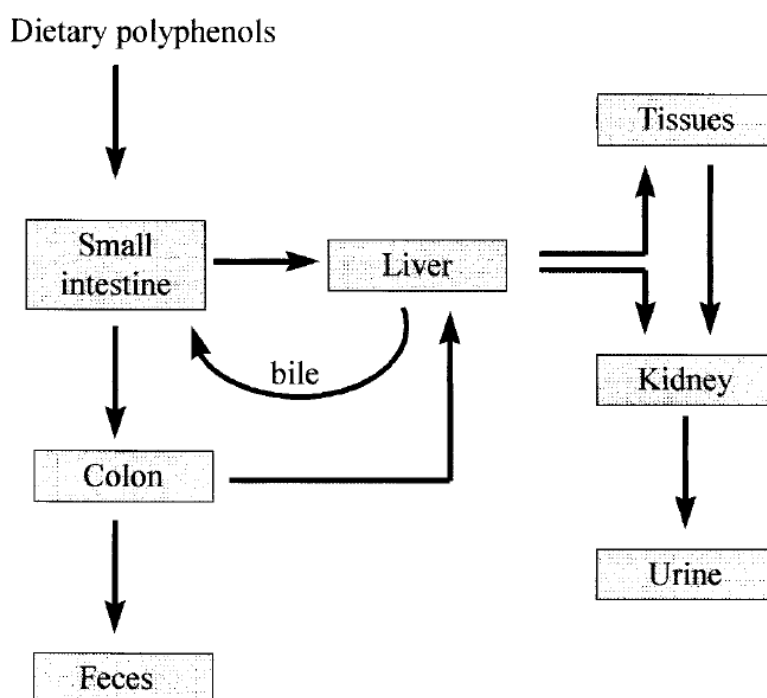 Dietary polyphenols
Tissues
Small
intestine
Liver
bile
Kidney
Colon
Urine
Feces